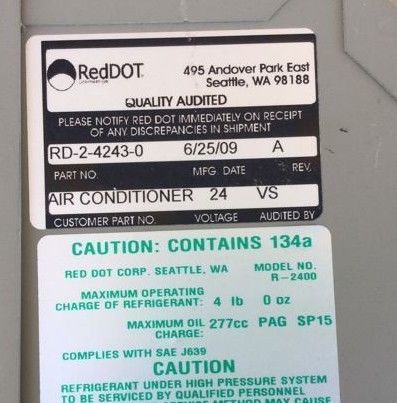 RedDOT
495 Andover Park East
Seattle, WA 98188
QUALITY AUDITED
PLEASE NOTIFY RED DOT IMMEDIATELY ON RECEIPT
OF ANY DISCREPANCIES IN SHIPMENT
RD-2-4243-0 6/25/09 A
PART NO. MFG DATE REV.
AIR CONDITIONER 24 VS
CUSTOMER PART NO. VOLTAGE AUDITED BY
CAUTION: CONTAINS 134a
RED DOT CORP. SEATTLE, WA MODEL NO.
R-2400
MAXIMUM OPERATING
CHARGE OF REFRIGERANT: 4 lb 0 oz
MAXIMUM OIL 277cc PAG SP15
CHARGE:
COMPLIES WITH SAE J639
CAUTION
REFRIGERANT UNDER HIGH PRESSURE SYSTEM
TO BE SERVICED BY QUALIFIED PERSONNEL
METHOD MAY CAUSE